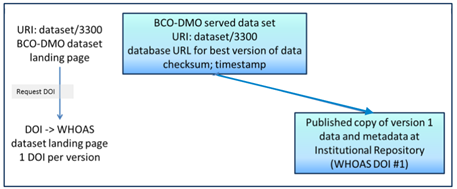 URI: dataset/3300
BCO-DMO dataset
landing page
Request DOI
DOI -> WHOAS
dataset landing page
1 DOI per version
BCO-DMO served data set
URI: dataset/3300
database URL for best version of data
checksum; timestamp
Published copy of version 1
data and metadata at
Institutional Repository
(WHOAS DOI #1)